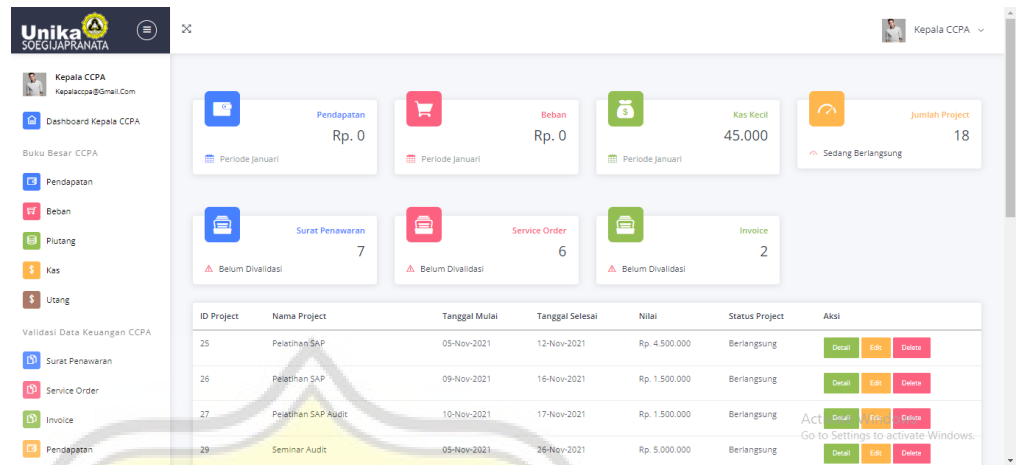 Unika
SOEGIJAPRANATA
Kepala CCPA
Kepala CCPA
Kepalaccpa@Gmail.Com
Dashboard Kepala CCPA
Buku Besar CCPA
Pendapatan
Beban
Piutang
Kas
Utang
Validasi Data Keuangan CCPA
Surat Penawaran
Service Order
Invoice
Pendapatan
Pendapatan
Rp. 0
Periode Januari
Beban
Rp. 0
Periode Januari
Kas Kecil
45.000
Periode Januari
Jumlah Project
18
Sedang Berlangsung
Surat Penawaran
7
Belum Divalidasi
Service Order
6
Belum Divalidasi
Invoice
2
Belum Divalidasi
ID Project Nama Project Tanggal Mulai Tanggal Selesai Nilai Status Project Aksi
25 Pelatihan SAP 05-Nov-2021 12-Nov-2021 Rp. 4.500.000 Berlangsung Detail Edit Delete
26 Pelatihan SAP 09-Nov-2021 16-Nov-2021 Rp. 1.500.000 Berlangsung Detail Edit Delete
27 Pelatihan SAP Audit 10-Nov-2021 17-Nov-2021 Rp. 1.500.000 Berlangsung Detail Edit Delete
29 Seminar Audit 05-Nov-2021 26-Nov-2021 Rp. 5.000.000 Berlangsung Detail Edit Delete
Go to Settings to activate Windows.